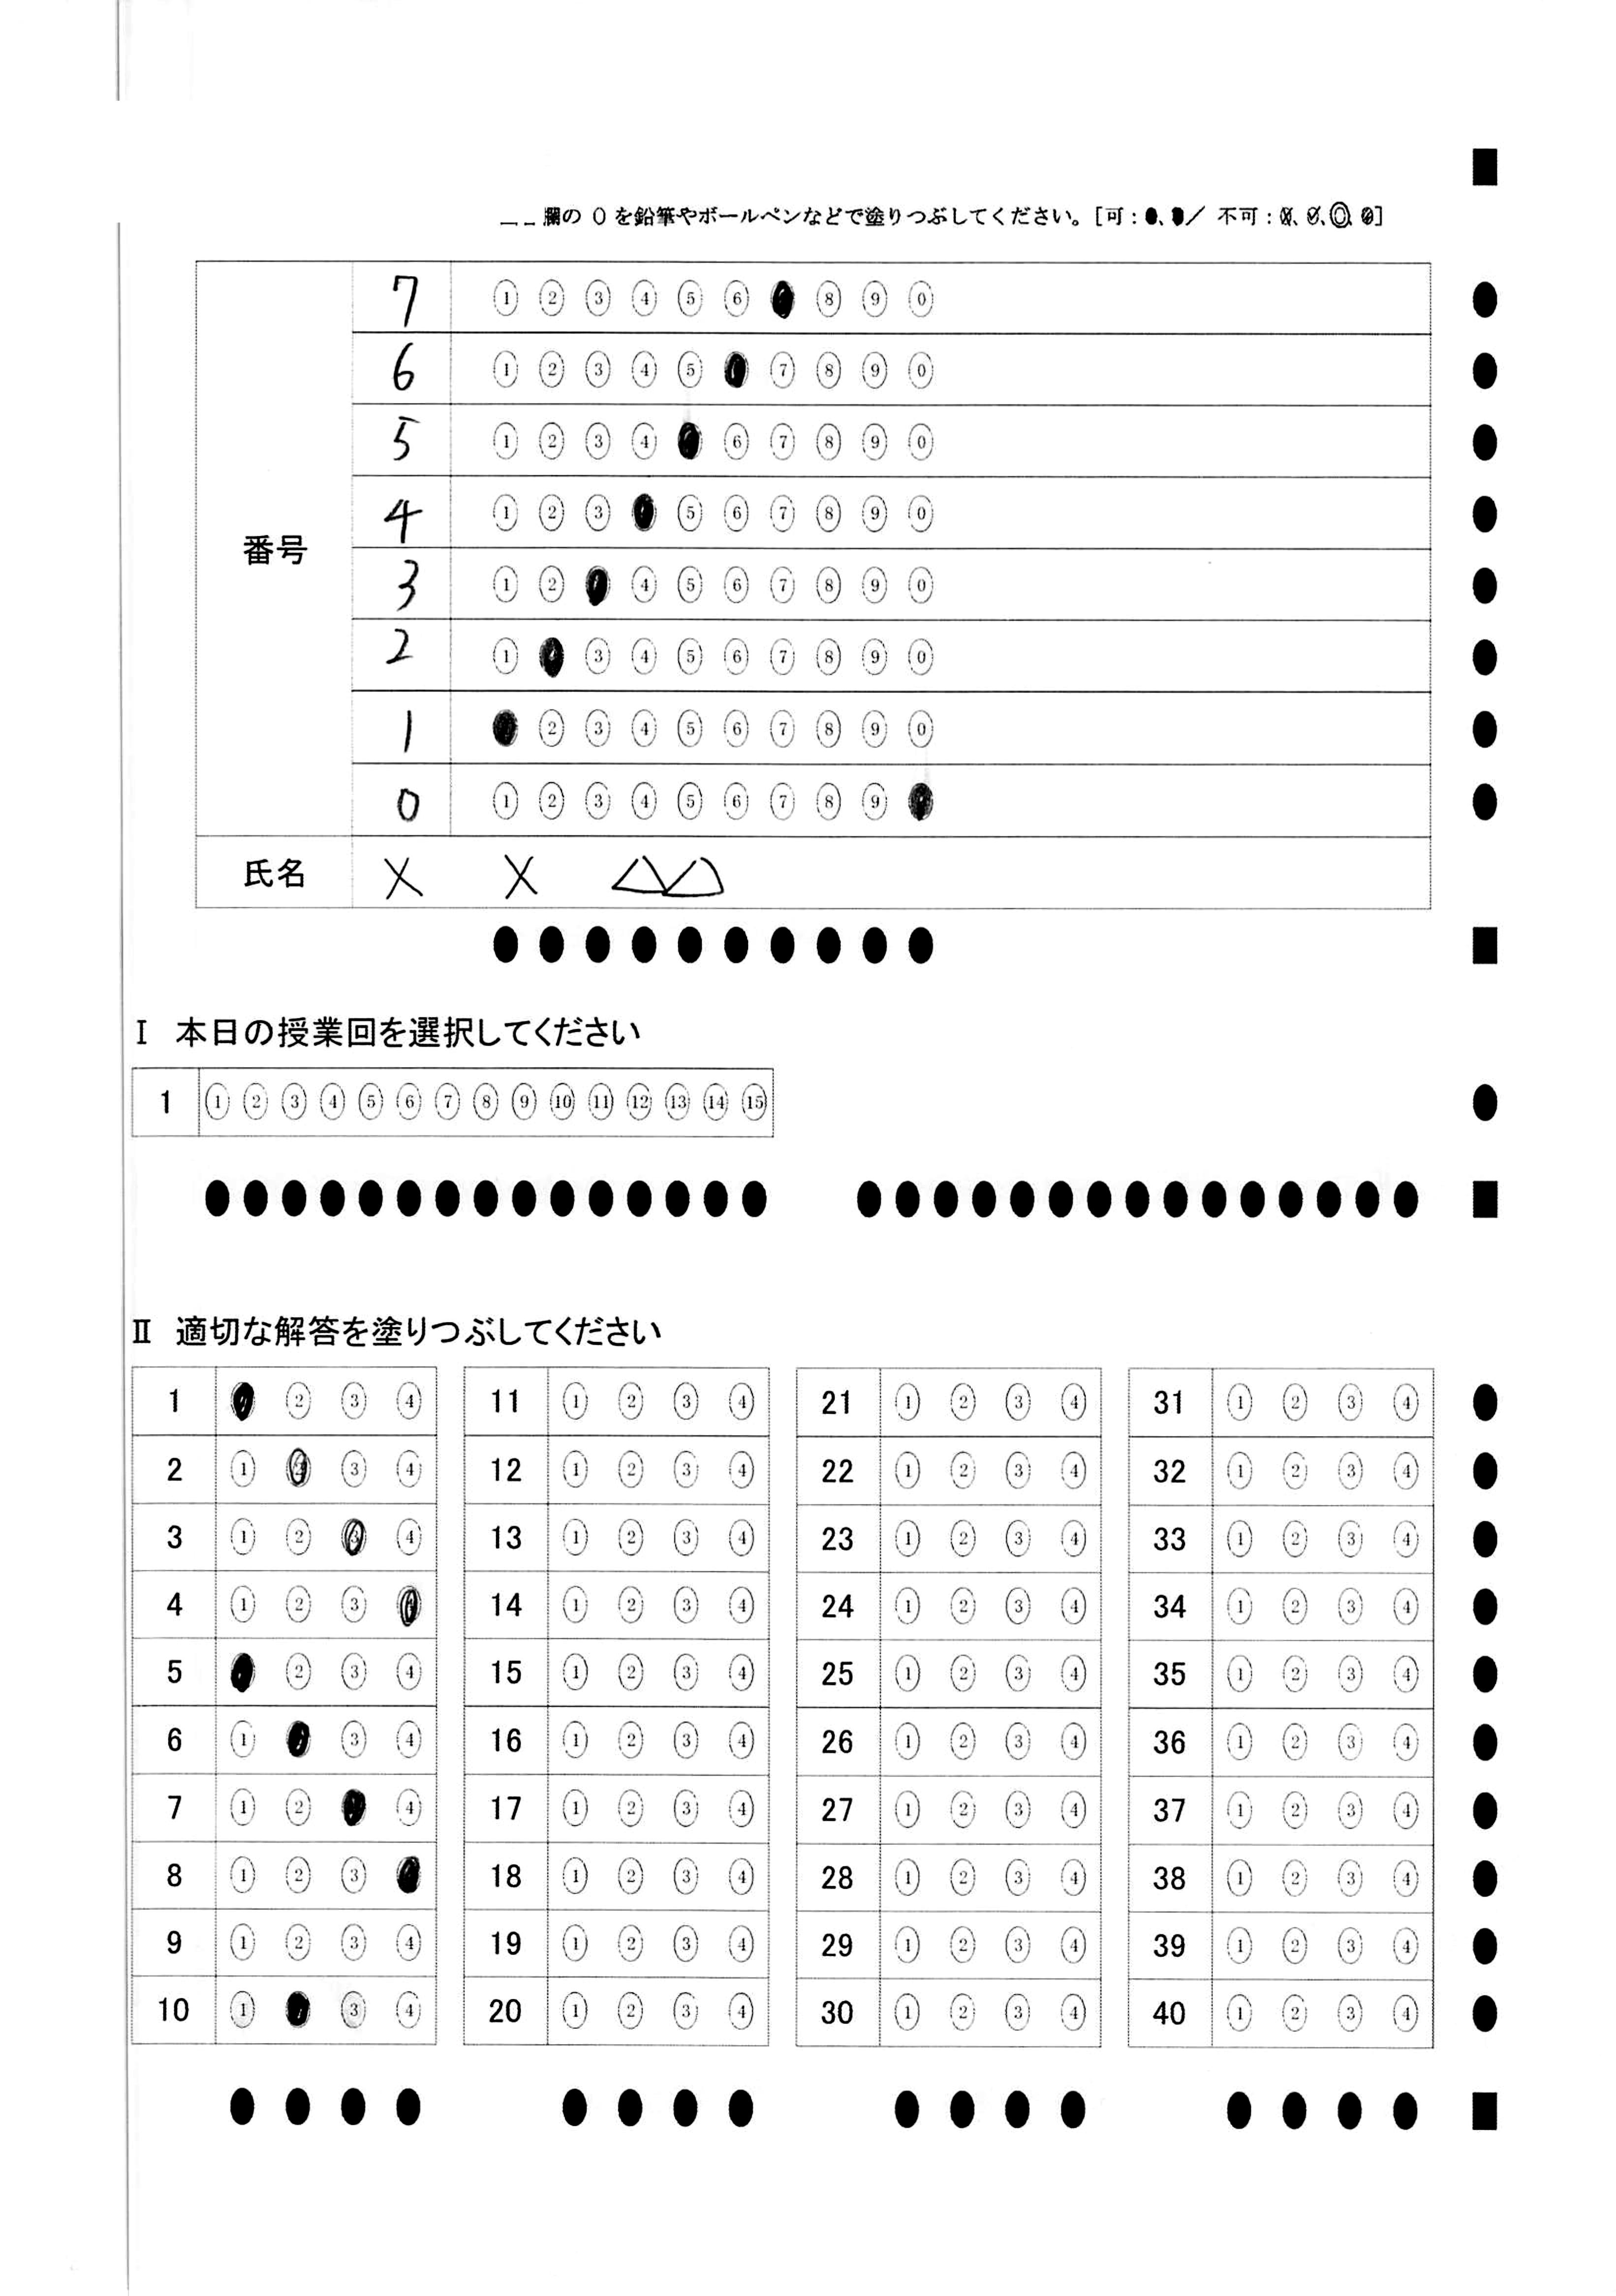 欄の 0 を鉛筆やボールペンなどで塗りつぶしてください。[可：、／ 不可：、、、]
番号
7 1 2 3 4 5 6 8 9 0
6 1 2 3 4 5 7 8 9 0
5 1 2 3 4 6 7 8 9 0
4 1 2 3 5 6 7 8 9 0
3 1 2 4 5 6 7 8 9 0
2 1 3 4 5 6 7 8 9 0
1 2 3 4 5 6 7 8 9 0
0 1 2 3 4 5 6 7 8 9
氏名 X X △△
Ⅰ 本日の授業回を選択してください
1 1 2 3 4 5 6 7 8 9 10 11 12 13 14 15
Ⅱ 適切な解答を塗りつぶしてください
1 2 3 4 11 1 2 3 4 21 1 2 3 4 31 1 2 3 4
2 1 3 4 12 1 2 3 4 22 1 2 3 4 32 1 2 3 4
3 1 2 3 4 13 1 2 3 4 23 1 2 3 4 33 1 2 3 4
4 1 2 3 4 14 1 2 3 4 24 1 2 3 4 34 1 2 3 4
5 2 3 4 15 1 2 3 4 25 1 2 3 4 35 1 2 3 4
6 1 3 4 16 1 2 3 4 26 1 2 3 4 36 1 2 3 4
7 1 2 4 17 1 2 3 4 27 1 2 3 4 37 1 2 3 4
8 1 2 3 18 1 2 3 4 28 1 2 3 4 38 1 2 3 4
9 1 2 3 4 19 1 2 3 4 29 1 2 3 4 39 1 2 3 4
10 1 3 4 20 1 2 3 4 30 1 2 3 4 40 1 2 3 4